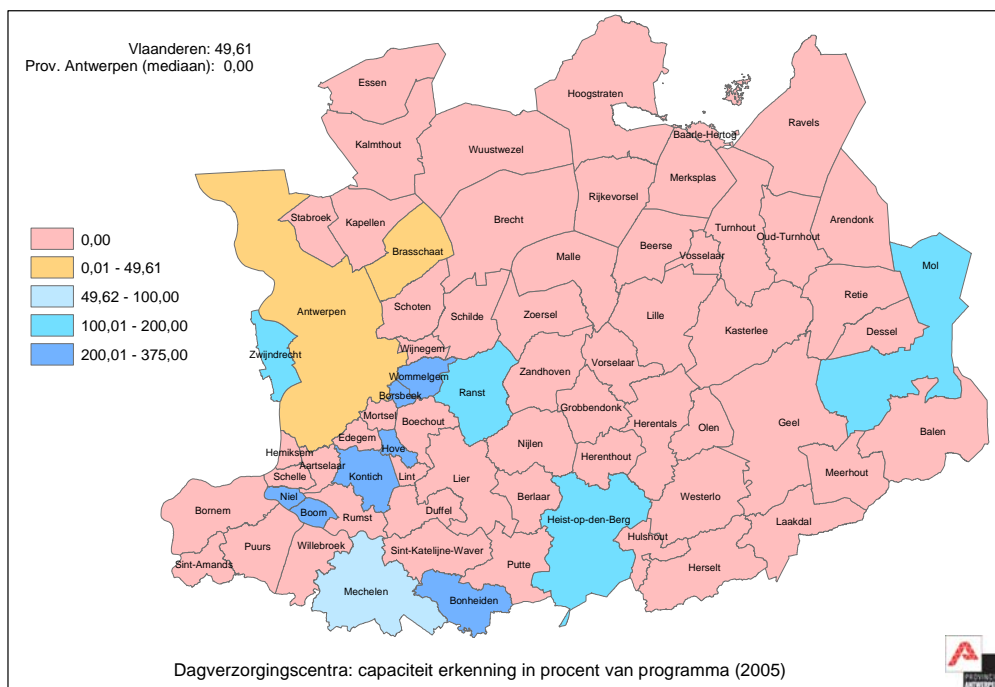 Vlaanderen: 49,61
Prov. Antwerpen (mediaan): 0,00
0,00
0,01 - 49,61
49,62 - 100,00
100,01 - 200,00
200,01 - 375,00
Essen
Hoogstraten
Kalmthout
Wuustwezel
Baarle-Hertog
Ravels
Merksplas
Rijkevorsel
Stabroek
Kapellen
Brecht
Turnhout
Oud-Turnhout
Arendonk
Brasschaat
Beerse
Vosselaar
Malle
Mol
Retie
Antwerpen
Schoten
Schilde
Zoersel
Lille
Kasterlee
Dessel
Zwijndrecht
Wijnegem
Wommelgem
Borsbeek
Ranst
Zandhoven
Vorselaar
Grobbendonk
Mortsel
Boechout
Edegem
Hove
Nijlen
Herentals
Olen
Geel
Balen
Hemiksem
Aartselaar
Schelle
Kontich
Lint
Lier
Herenthout
Meerhout
Niel
Boom
Rumst
Duffel
Berlaar
Westerlo
Bornem
Heist-op-den-Berg
Laakdal
Puurs
Willebroek
Sint-Katelijne-Waver
Hulshout
Sint-Amands
Putte
Herselt
Mechelen
Bonheiden
Dagverzorgingscentra: capaciteit erkenning in procent van programma (2005)
PROVINCIE
ANTWERPEN